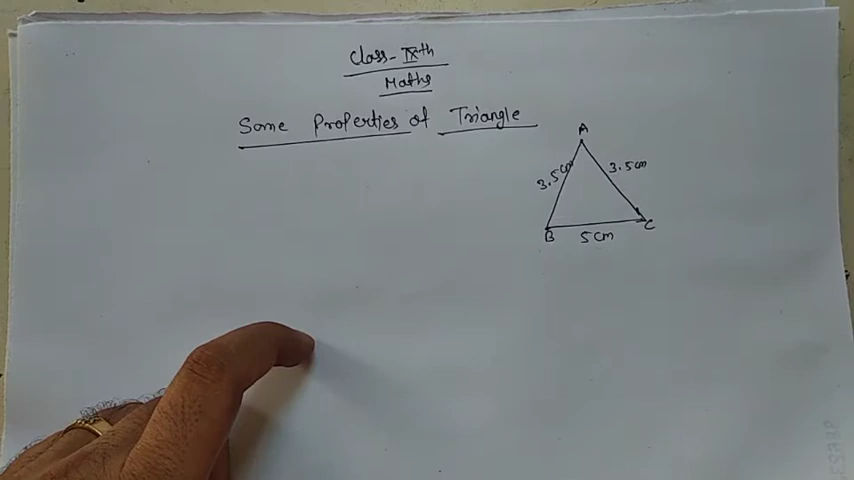 Class-IXth
Maths
Some Properties of Triangle
A
3.5cm
3.5cm
B
C
5cm